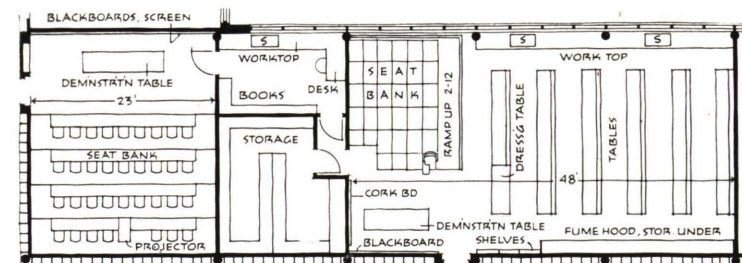 BLACKBOARDS, SCREEN
DEMNSTRTN TABLE
23'
SEAT BANK
PROJECTOR
S
WORKTOP
DESK
BOOKS
STORAGE
SEAT
BANK
RAMP UP 2-12
CORK BD
DEMNSTRTN TABLE
BLACKBOARD
S
S
WORK TOP
DRESS'G TABLE
TABLES
48'
SHELVES
FUME HOOD, STOR. UNDER